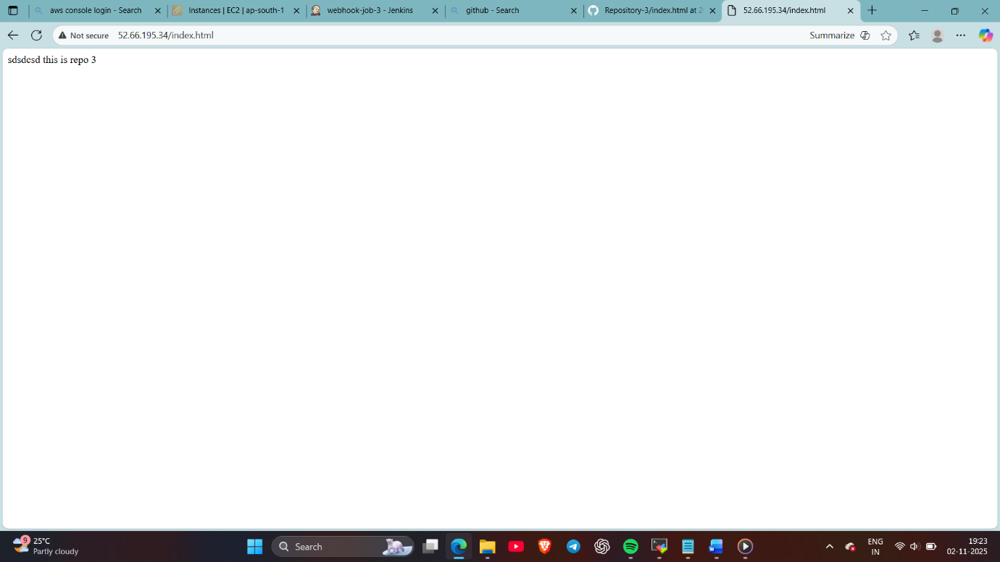 aws console login - Search
Instances | EC2 | ap-south-1
webhook-job-3 - Jenkins
github - Search
Repository-3/index.html at 2
52.66.195.34/index.html
Not secure
52.66.195.34/index.html
Summarize
sdsdcsd this is repo 3
9
25°C
Partly cloudy
Search
ENG
IN
19:23
02-11-2025